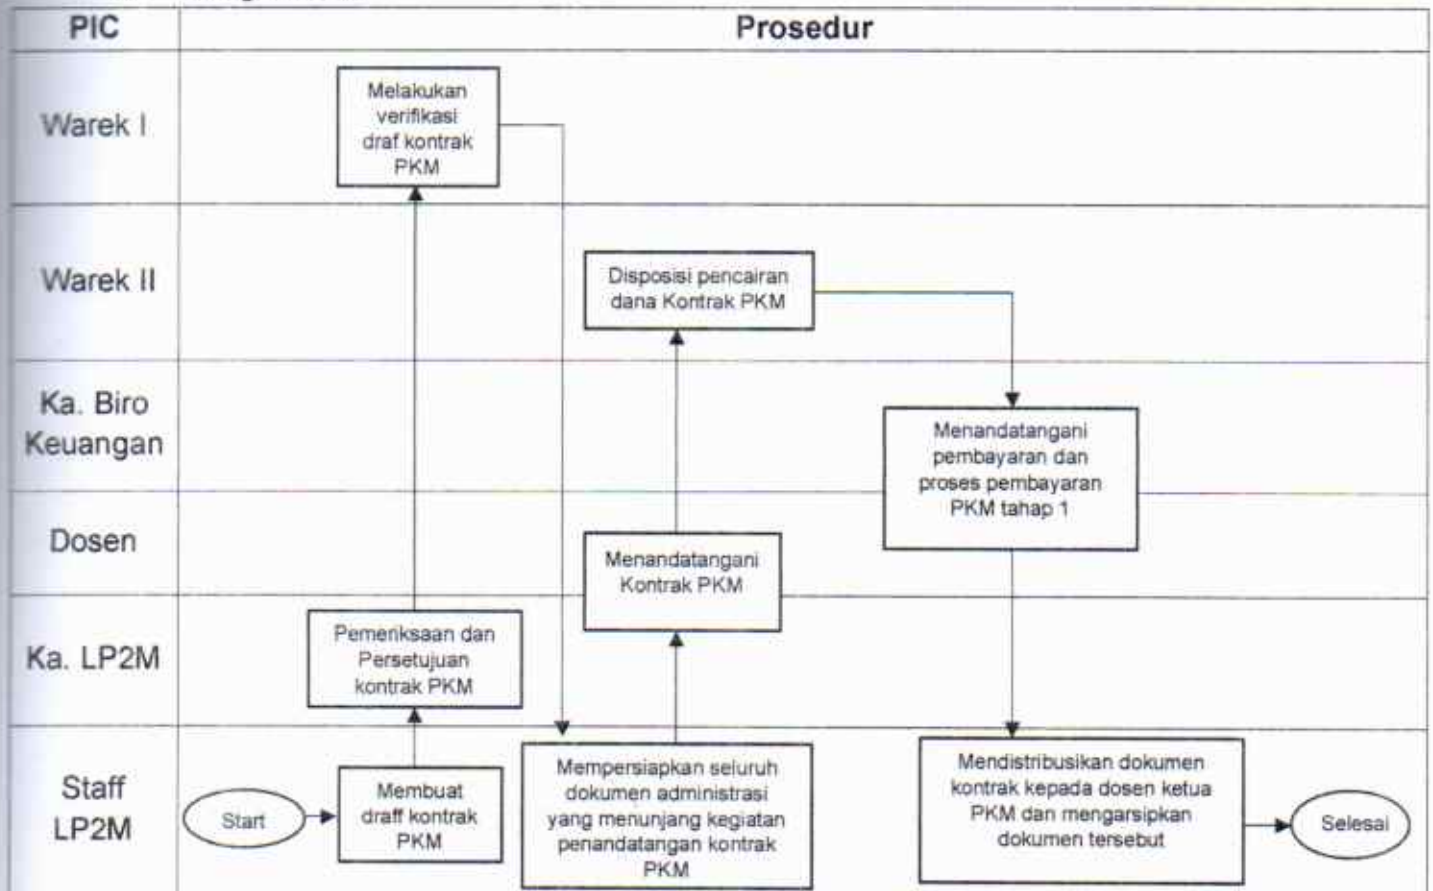 PIC
Prosedur
Warek I
Melakukan
verifikasi
draf kontrak
PKM
Warek II
Disposisi pencairan
dana Kontrak PKM
Ka. Biro
Keuangan
Menandatangani
pembayaran dan
proses pembayaran
PKM tahap 1
Dosen
Menandatangani
Kontrak PKM
Ka. LP2M
Pemeriksaan dan
Persetujuan
kontrak PKM
Staff
LP2M
Start
Membuat
draff kontrak
PKM
Mempersiapkan seluruh
dokumen administrasi
yang menunjang kegiatan
penandatangan kontrak
PKM
Mendistribusikan dokumen
kontrak kepada dosen ketua
PKM dan mengarsipkan
dokumen tersebut
Selesai